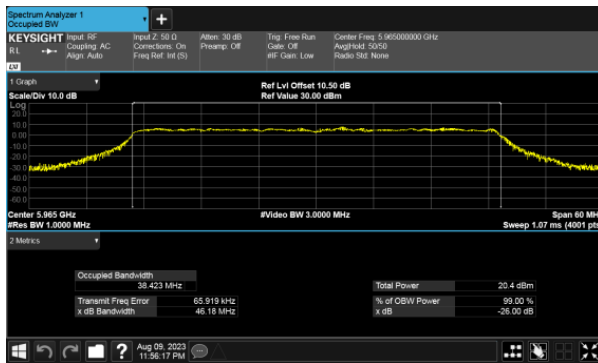 Spectrum Analyzer 1
Occupied BW
KEYSIGHT Input: RF Input Z: 50 Ω Atten: 30 dB Trig: Free Run Center Freq: 5.965000000 GHz
RL Coupling: AC Corrections: On Preamp: Off Gate: Off Avg|Hold: 50/50
Align: Auto Freq Ref: Int (S) #IF Gain: Low Radio Std: None
1 Graph
Ref Lvl Offset 10.50 dB
Scale/Div 10.0 dB Ref Value 30.00 dBm
Log
20.0
10.0
0.00
-10.0
-20.0
-30.0
-40.0
-50.0
-60.0
Center 5.965 GHz #Video BW 3.0000 MHz Span 60 MH
#Res BW 1.0000 MHz Sweep 1.07 ms (4001 pts
2 Metrics
Occupied Bandwidth
38.423 MHz Total Power 20.4 dBm
Transmit Freq Error 65.919 kHz % of OBW Power 99.00 %
x dB Bandwidth 46.18 MHz x dB -26.00 dB
Aug 09, 2023
11:56:17 PM